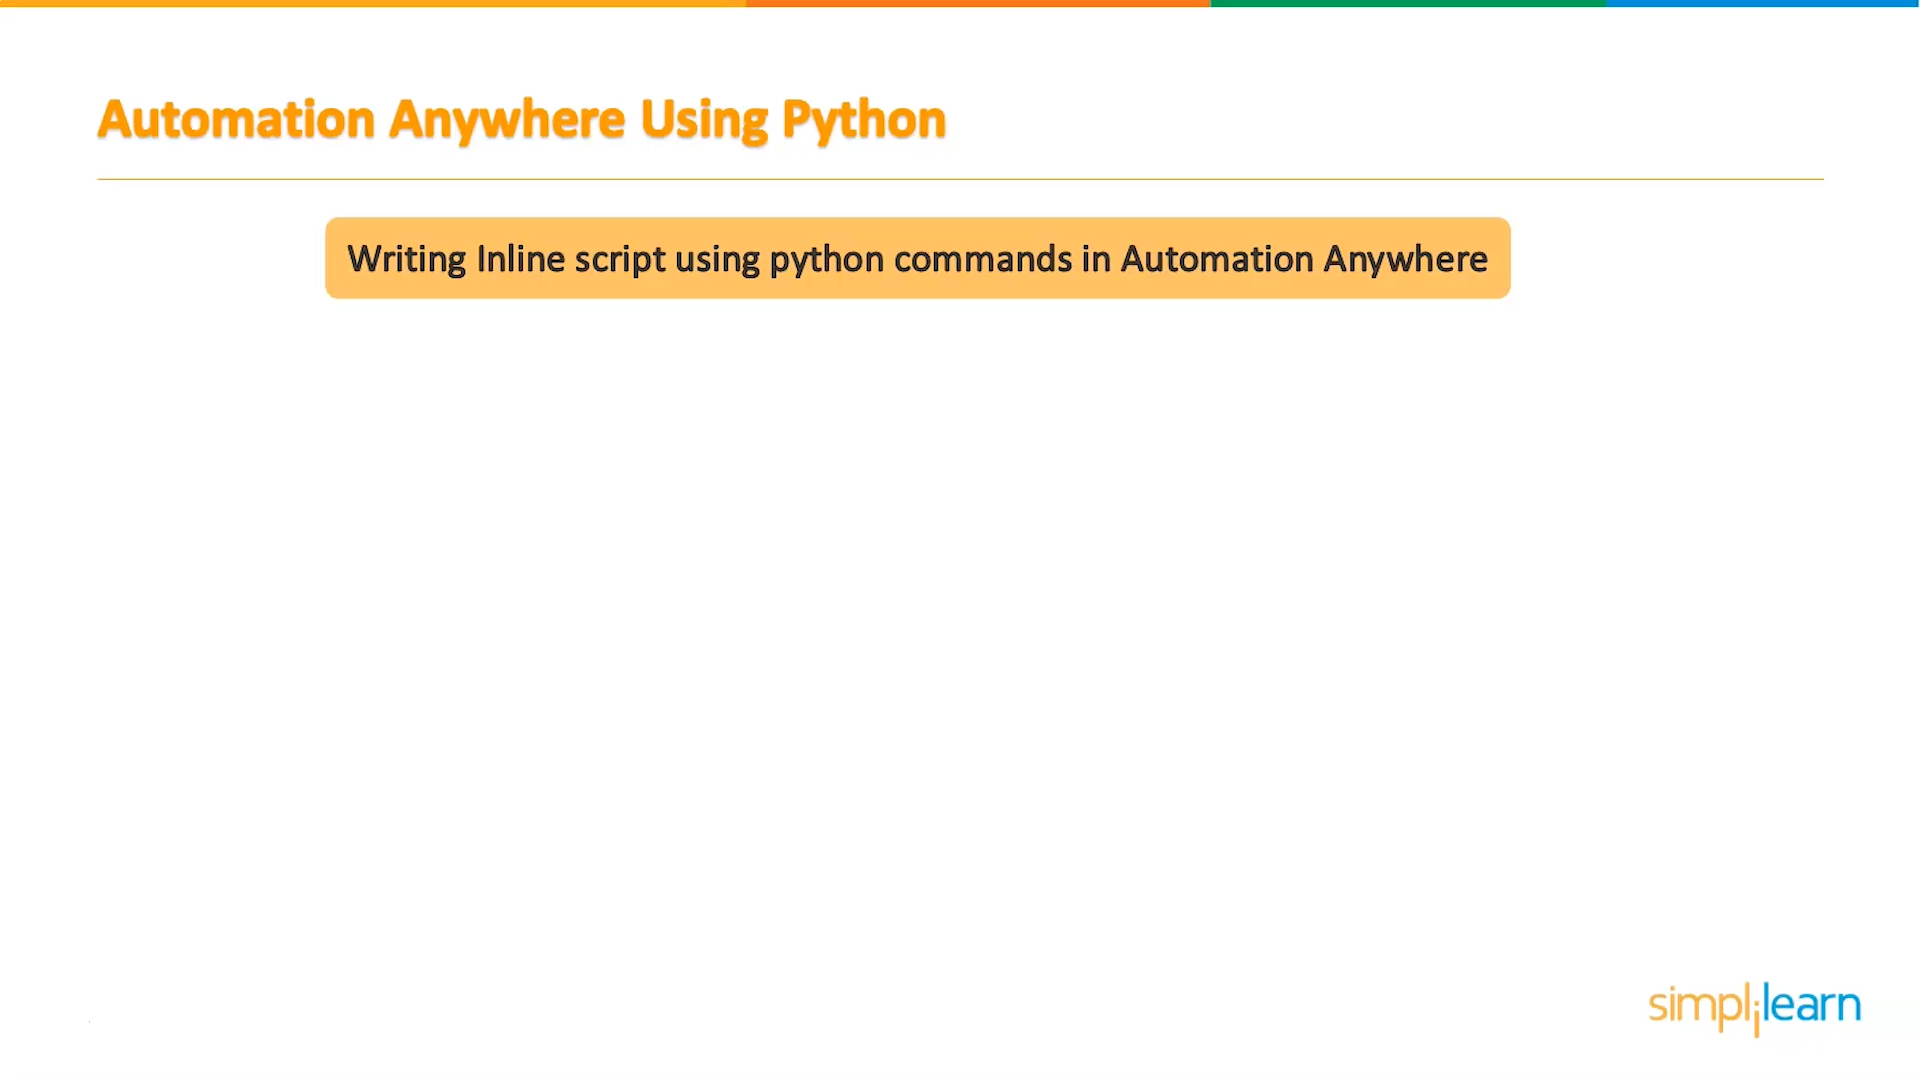 Automation Anywhere Using Python
Writing Inline script using python commands in Automation Anywhere
simplilearn